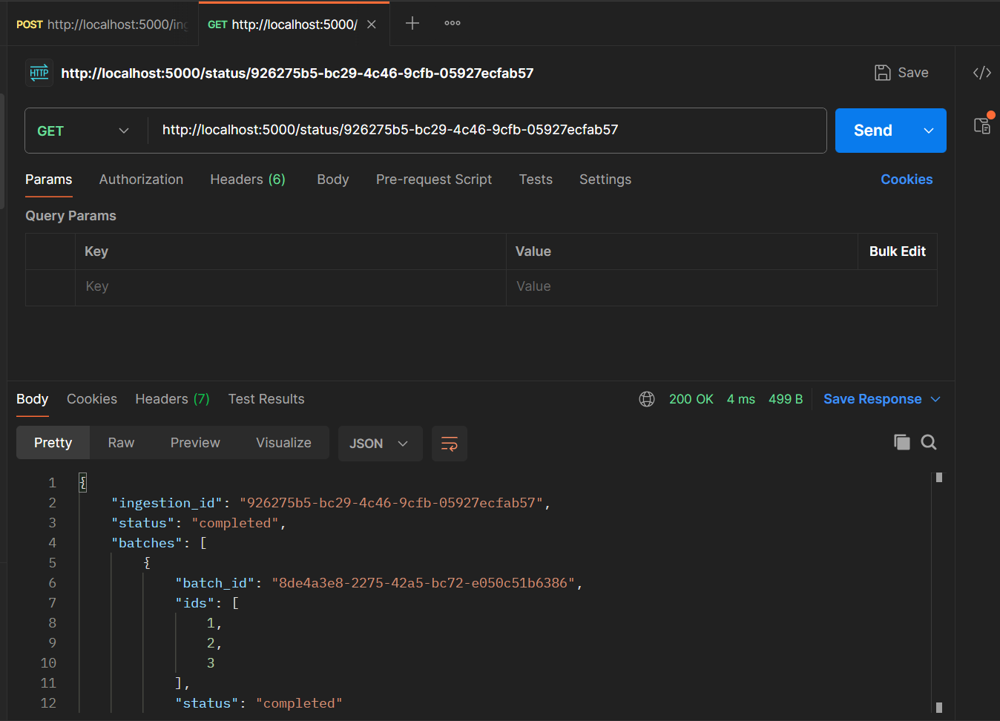 POST http://localhost:5000/ing
GET http://localhost:5000/
HTTP http://localhost:5000/status/926275b5-bc29-4c46-9cfb-05927ecfab57
Save
GET http://localhost:5000/status/926275b5-bc29-4c46-9cfb-05927ecfab57
Send
Params Authorization Headers (6) Body Pre-request Script Tests Settings Cookies
Query Params
Key Value Bulk Edit
Key Value
Body Cookies Headers (7) Test Results 200 OK 4 ms 499 B Save Response
Pretty Raw Preview Visualize JSON
1 {
2 "ingestion_id": "926275b5-bc29-4c46-9cfb-05927ecfab57",
3 "status": "completed",
4 "batches": [
5 {
6 "batch_id": "8de4a3e8-2275-42a5-bc72-e050c51b6386",
7 "ids": [
8 1,
9 2,
10 3
11 ],
12 "status": "completed"